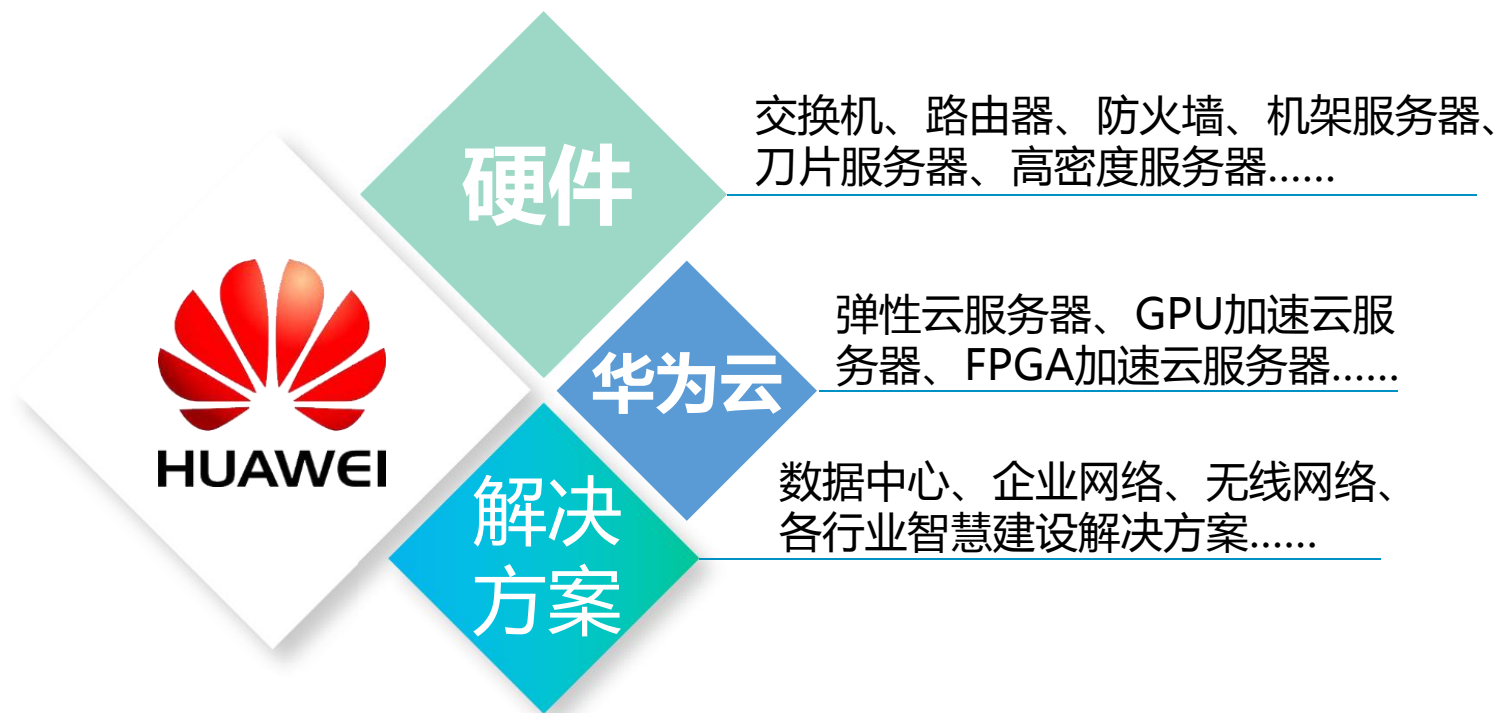 HUAWEI
硬件
交换机、路由器、防火墙、机架服务器、
刀片服务器、高密度服务器......
华为云
弹性云服务器、GPU加速云服
务器、FPGA加速云服务器......
解决
方案
数据中心、企业网络、无线网络、
各行业智慧建设解决方案......